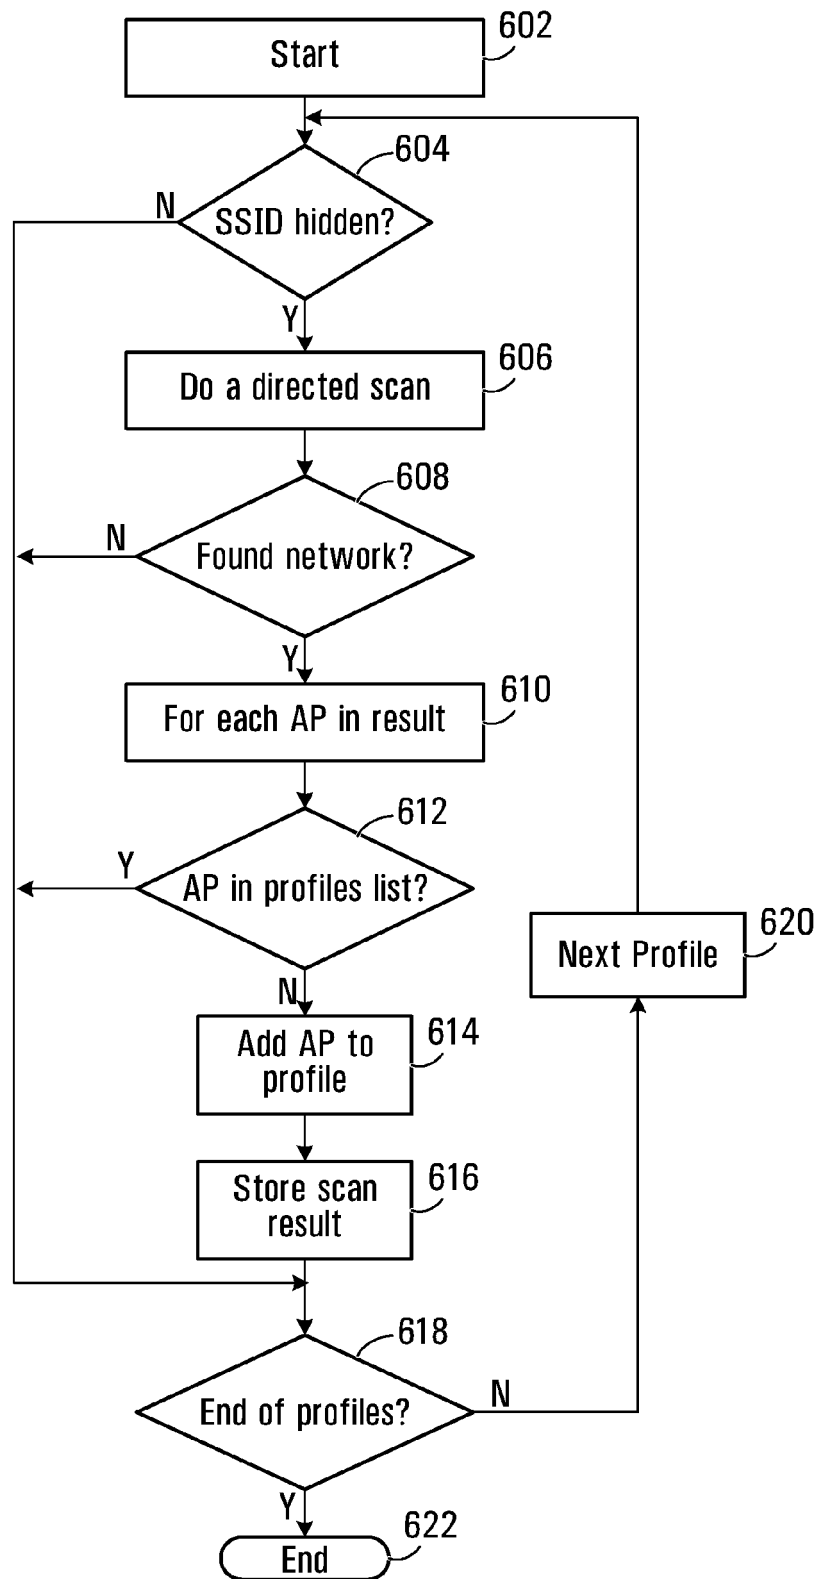 602
Start
604
N
SSID hidden?
Y
606
Do a directed scan
608
N
Found network?
Y
610
For each AP in result
612
Y
AP in profiles list?
620
Next Profile
N
614
Add AP to
profile
616
Store scan
result
618
N
End of profiles?
Y
622
End